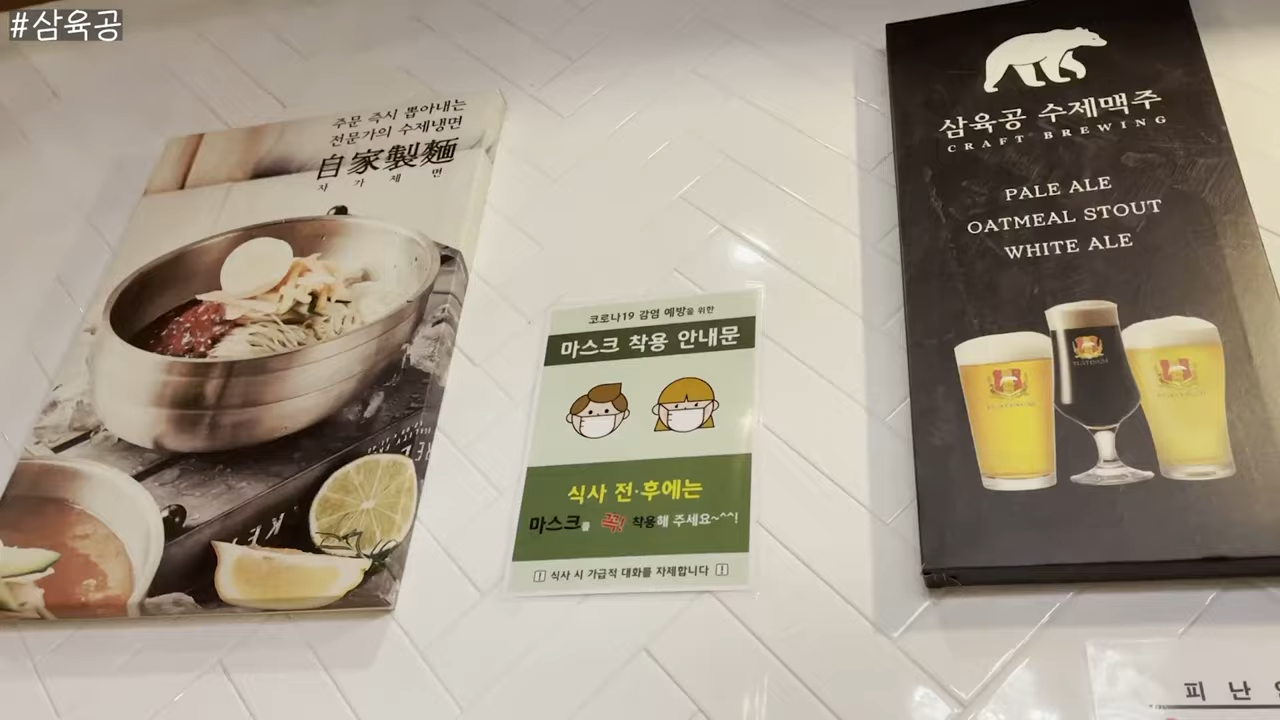 #삼육공
주문 즉시 뽑아내는
전문가의 수제냉면
自家製麵
자 가 제 면
코로나19 감염 예방을 위한
마스크 착용 안내문
식사 전·후에는
마스크를 꼭! 착용해 주세요~^^!
! 식사 시 가급적 대화를 자제합니다 !
삼육공 수제맥주
CRAFT BREWING
PALE ALE
OATMEAL STOUT
WHITE ALE
PLATINUM
피 난